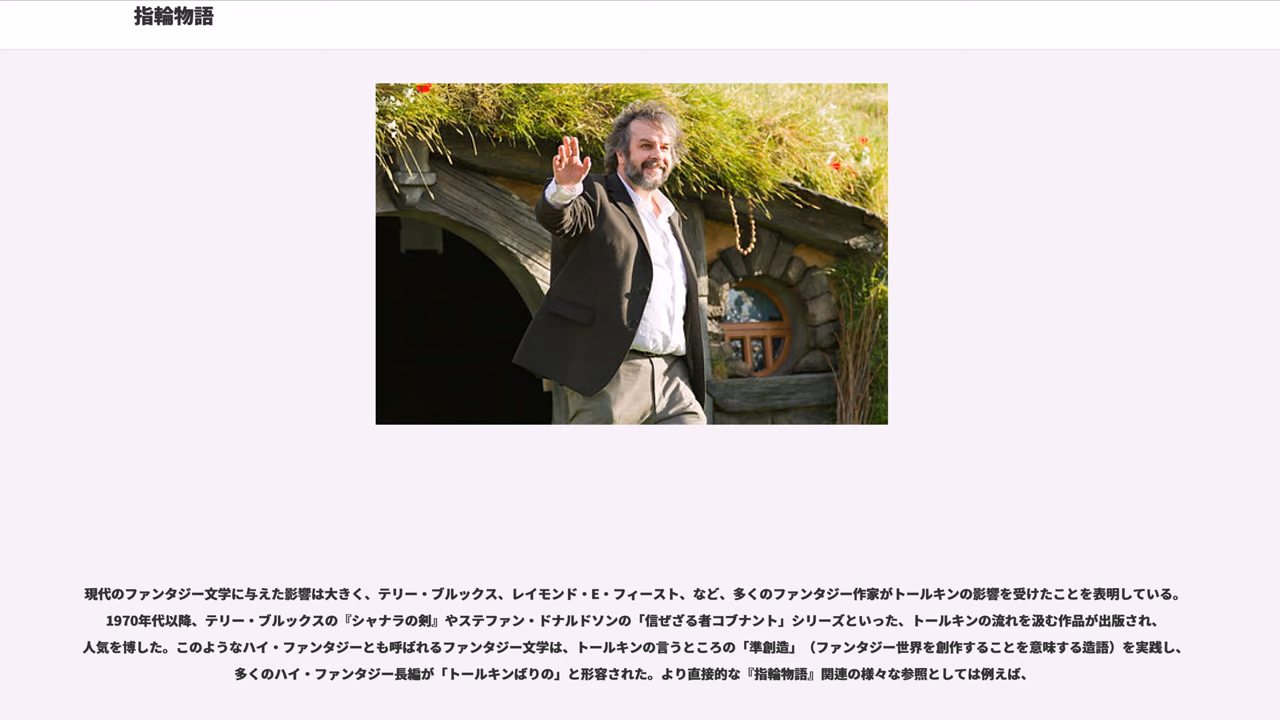 指輪物語
現代のファンタジー文学に与えた影響は大きく、テリー・ブルックス、レイモンド・E・フィースト、など、多くのファンタジー作家がトールキンの影響を受けたことを表明している。
1970年代以降、テリー・ブルックスの『シャナラの剣』やステファン・ドナルドソンの「信ぜざる者コブナント」シリーズといった、トールキンの流れを汲む作品が出版され、
人気を博した。このようなハイ・ファンタジーとも呼ばれるファンタジー文学は、トールキンの言うところの「準創造」（ファンタジー世界を創作することを意味する造語）を実践し、
多くのハイ・ファンタジー長編が「トールキンばりの」と形容された。より直接的な『指輪物語』関連の様々な参照としては例えば、